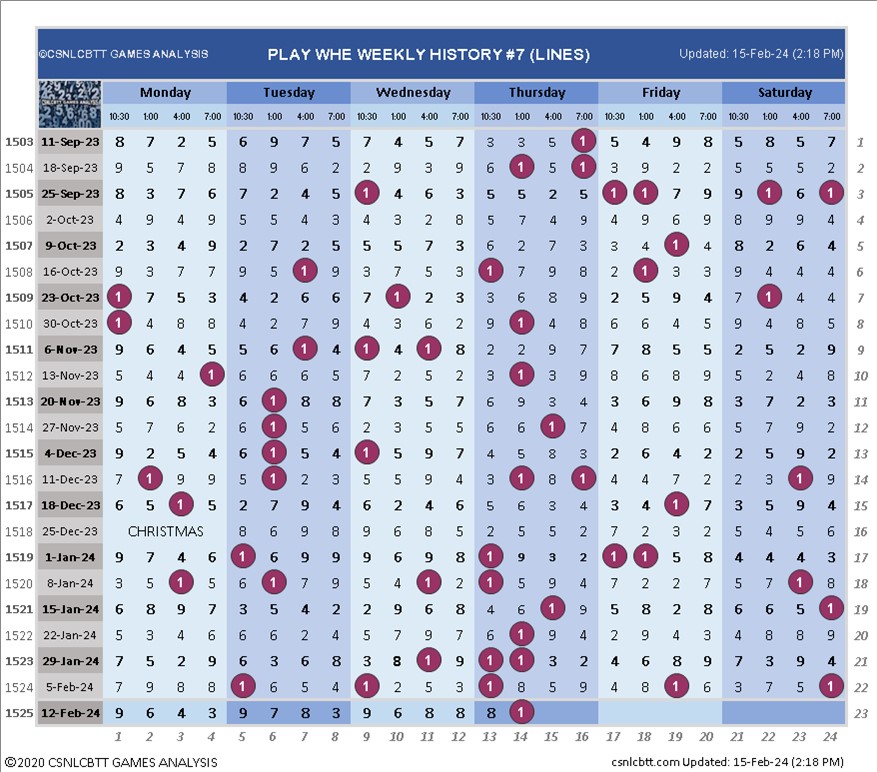 ©CSNLCBTT GAMES ANALYSIS PLAY WHE WEEKLY HISTORY #7 (LINES) Updated: 15-Feb-24 (2:18 PM)
Monday Tuesday Wednesday Thursday Friday Saturday
CSNLCBTT GAMES ANALYSIS 10:30 1:00 4:00 7:00 10:30 1:00 4:00 7:00 10:30 1:00 4:00 7:00 10:30 1:00 4:00 7:00 10:30 1:00 4:00 7:00 10:30 1:00 4:00 7:00
1503 11-Sep-23 8 7 2 5 6 9 7 5 7 4 5 7 3 3 5 1 5 4 9 8 5 8 5 7 1
1504 18-Sep-23 9 5 7 8 8 9 6 2 2 9 3 9 6 1 5 1 3 9 2 2 5 5 5 2 2
1505 25-Sep-23 8 3 7 6 7 2 4 5 1 4 6 3 5 5 2 5 1 1 7 9 9 1 6 1 3
1506 2-Oct-23 4 9 4 9 5 5 4 3 4 3 2 8 5 7 4 9 4 9 6 9 8 9 9 4 4
1507 9-Oct-23 2 3 4 9 2 7 2 5 5 5 7 3 6 2 7 3 3 4 1 4 8 2 6 4 5
1508 16-Oct-23 9 3 7 7 9 5 1 9 3 7 5 3 1 7 9 8 2 1 3 3 9 4 4 4 6
1509 23-Oct-23 1 7 5 3 4 2 6 6 7 1 2 3 3 6 8 9 2 5 9 4 7 1 4 4 7
1510 30-Oct-23 1 4 8 8 4 2 7 9 4 3 6 2 9 1 4 8 6 6 4 5 9 4 8 5 8
1511 6-Nov-23 9 6 4 5 5 6 1 4 1 4 1 8 2 2 9 7 7 8 5 5 2 5 2 9 9
1512 13-Nov-23 5 4 4 1 6 6 6 5 7 2 5 2 3 1 3 9 8 6 8 9 5 2 4 8 10
1513 20-Nov-23 9 6 8 3 6 1 8 8 7 3 5 7 6 9 3 4 3 6 9 8 3 7 2 3 11
1514 27-Nov-23 5 7 6 2 6 1 5 6 2 3 5 5 6 6 1 7 4 8 6 6 5 7 9 2 12
1515 4-Dec-23 9 2 5 4 6 1 5 4 1 5 9 7 4 5 8 3 2 6 4 2 2 5 9 2 13
1516 11-Dec-23 7 1 9 9 5 1 2 3 5 5 9 4 3 1 8 1 4 4 7 2 2 3 1 9 14
1517 18-Dec-23 6 5 1 5 2 7 9 4 6 2 4 6 5 6 3 4 3 4 1 7 3 5 9 4 15
1518 25-Dec-23 CHRISTMAS 8 6 9 8 9 6 8 5 2 5 5 2 7 2 3 2 6 5 4 4 16
1519 1-Jan-24 9 7 4 6 1 6 9 9 9 6 9 8 1 9 3 2 1 1 5 8 4 4 4 3 17
1520 8-Jan-24 3 5 1 3 6 1 7 9 5 4 1 2 1 5 9 4 7 2 2 7 5 7 1 8 18
1521 15-Jan-24 6 8 9 7 3 5 4 2 2 9 6 8 4 6 1 9 5 8 2 8 6 6 5 1 19
1522 22-Jan-24 5 3 4 6 6 6 2 4 5 7 9 7 6 1 9 4 2 9 4 3 4 8 8 9 20
1523 29-Jan-24 7 5 2 9 6 3 6 8 3 8 1 9 1 1 3 2 4 6 8 9 7 3 9 4 21
1524 5-Feb-24 7 9 8 8 1 6 5 4 1 2 5 3 1 8 5 9 4 8 1 6 3 7 5 1 22
1525 12-Feb-24 9 6 4 3 9 7 8 3 9 6 8 8 8 1 23
1 2 3 4 5 6 7 8 9 10 11 12 13 14 15 16 17 18 19 20 21 22 23 24
©2020 CSNLCBTT GAMES ANALYSIS csnlcbtt.com Updated: 15-Feb-24 (2:18 PM)